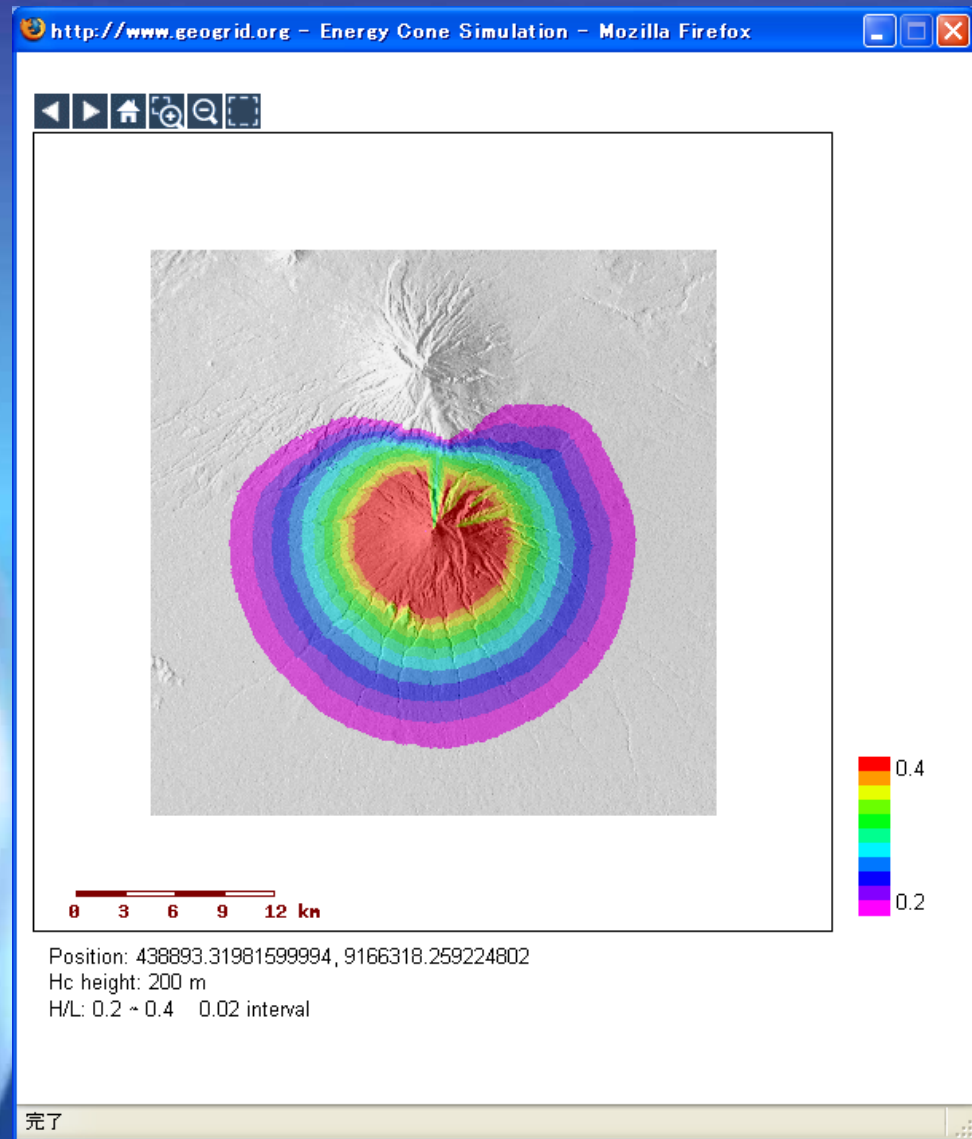 http://www.geogrid.org - Energy Cone Simulation - Mozilla Firefox
0.4
0.2
0 3 6 9 12 km
Position: 438893.31981599994, 9166318.259224802
Hc height: 200 m
H/L: 0.2 ~ 0.4 0.02 interval
完了